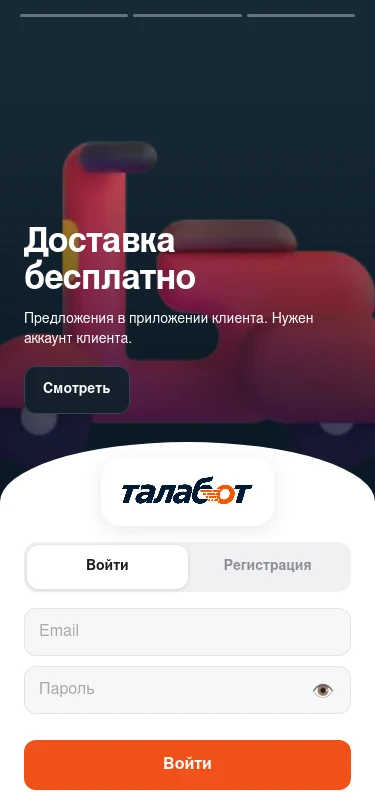 Доставка
бесплатно
Предложения в приложении клиента. Нужен
аккаунт клиента.
Смотреть
талабот
Войти
Регистрация
Email
Пароль
Войти